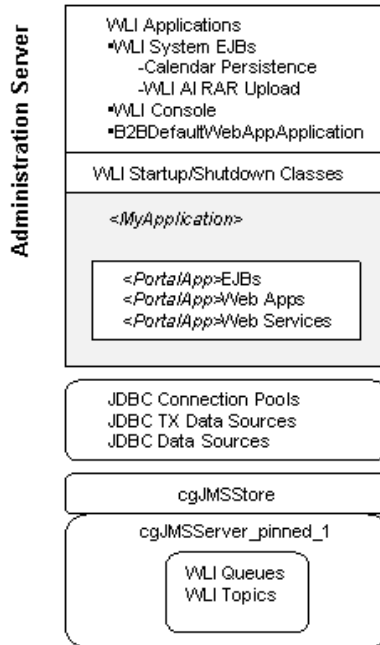 Administration Server
WLI Applications
▪WLI System EJBs
-Calendar Persistence
-WLI AI RAR Upload
▪WLI Console
▪B2BDefaultWebAppApplication
WLI Startup/Shutdown Classes
<MyApplication>
<PortalApp>EJBs
<PortalApp>Web Apps
<PortalApp>Web Services
JDBC Connection Pools
JDBC TX Data Sources
JDBC Data Sources
cgJMSStore
cgJMSServer_pinned_1
WLI Queues
WLI Topics